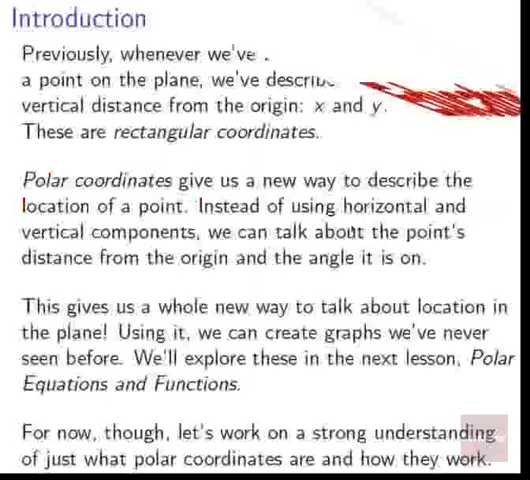 Introduction
Previously, whenever we've
a point on the plane, we've
vertical distance from the origin: x and y.
These are rectangular coordinates.
Polar coordinates give us a new way to describe the
location of a point. Instead of using horizontal and
vertical components, we can talk about the point's
distance from the origin and the angle it is on.
This gives us a whole new way to talk about location in
the plane! Using it, we can create graphs we've never
seen before. We'll explore these in the next lesson, Polar
Equations and Functions.
For now, though, let's work on a strong understanding
of just what polar coordinates are and how they work.